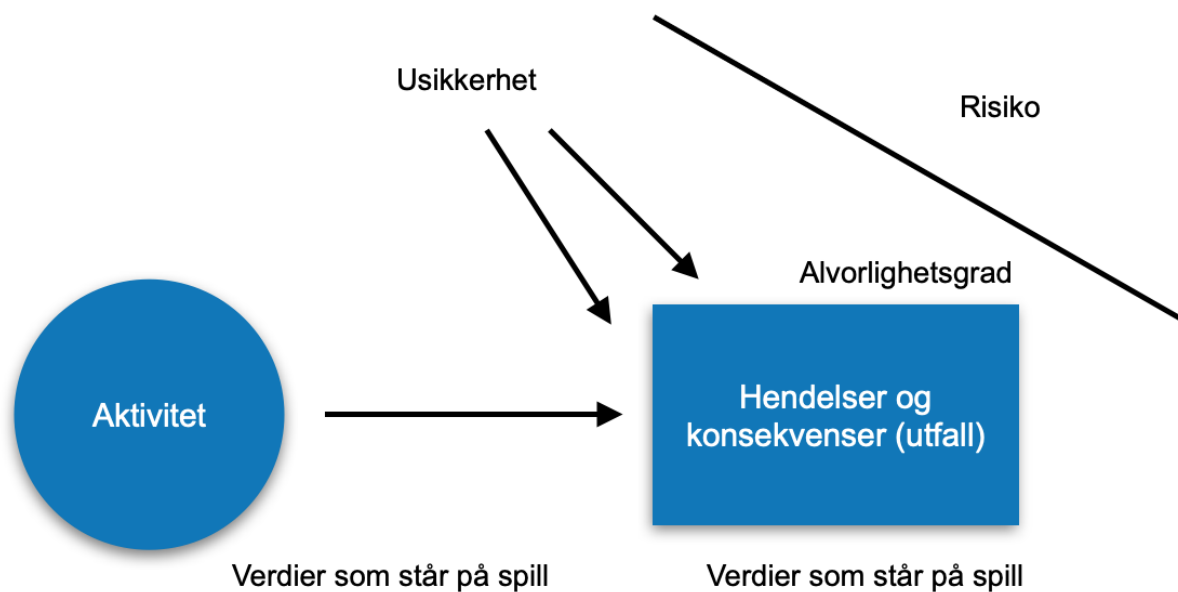 Usikkerhet
Risiko
Alvorlighetsgrad
Aktivitet
Hendelser og
konsekvenser (utfall)
Verdier som står på spill
Verdier som står på spill